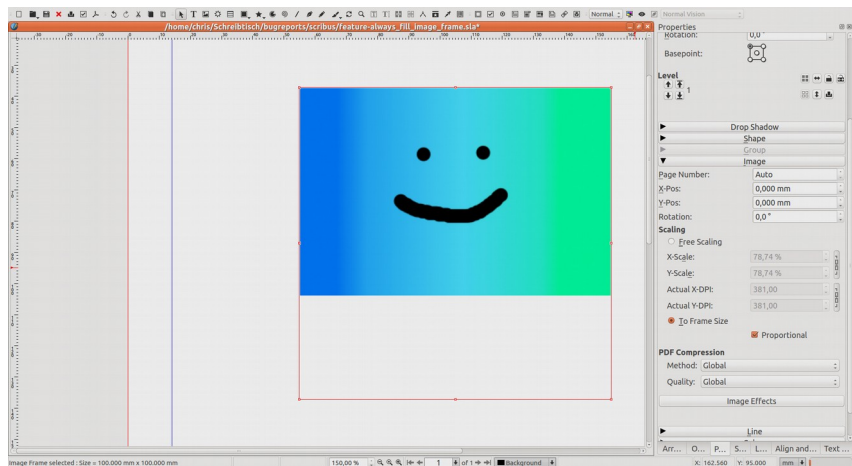 Normal
Normal Vision
/home/chris/Schreibtisch/bugreports/scribus/feature-always_fill_image_frame.sla*
Properties
Rotation: 0,0 °
Basepoint:
Level
1
Drop Shadow
Shape
Group
Image
Page Number: Auto
X-Pos: 0,000 mm
Y-Pos: 0,000 mm
Rotation: 0,0 °
Scaling
Free Scaling
X-Scale: 78,74 %
Y-Scale: 78,74 %
Actual X-DPI: 381,00
Actual Y-DPI: 381,00
To Frame Size
Proportional
PDF Compression
Method: Global
Quality: Global
Image Effects
Line
Arr... O... P... S... L... Align and... Text ...
Image Frame selected : Size = 100.000 mm x 100.000 mm
150,00 %
1 of 1
Background
X: 162.560 Y: 95.000 mm